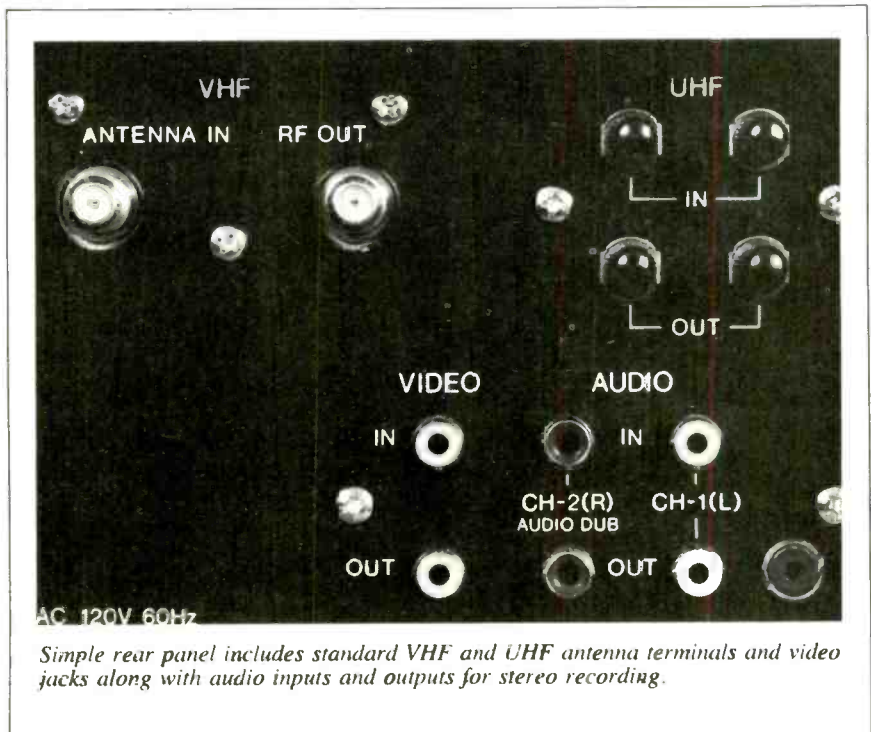 VHF
UHF
ANTENNA IN RF OUT
IN
OUT
VIDEO AUDIO
IN IN
CH-2(R) CH-1(L)
AUDIO DUB
OUT OUT
AC 120V 60Hz
Simple rear panel includes standard VHF and UHF antenna terminals and video
jacks along with audio inputs and outputs for stereo recording.